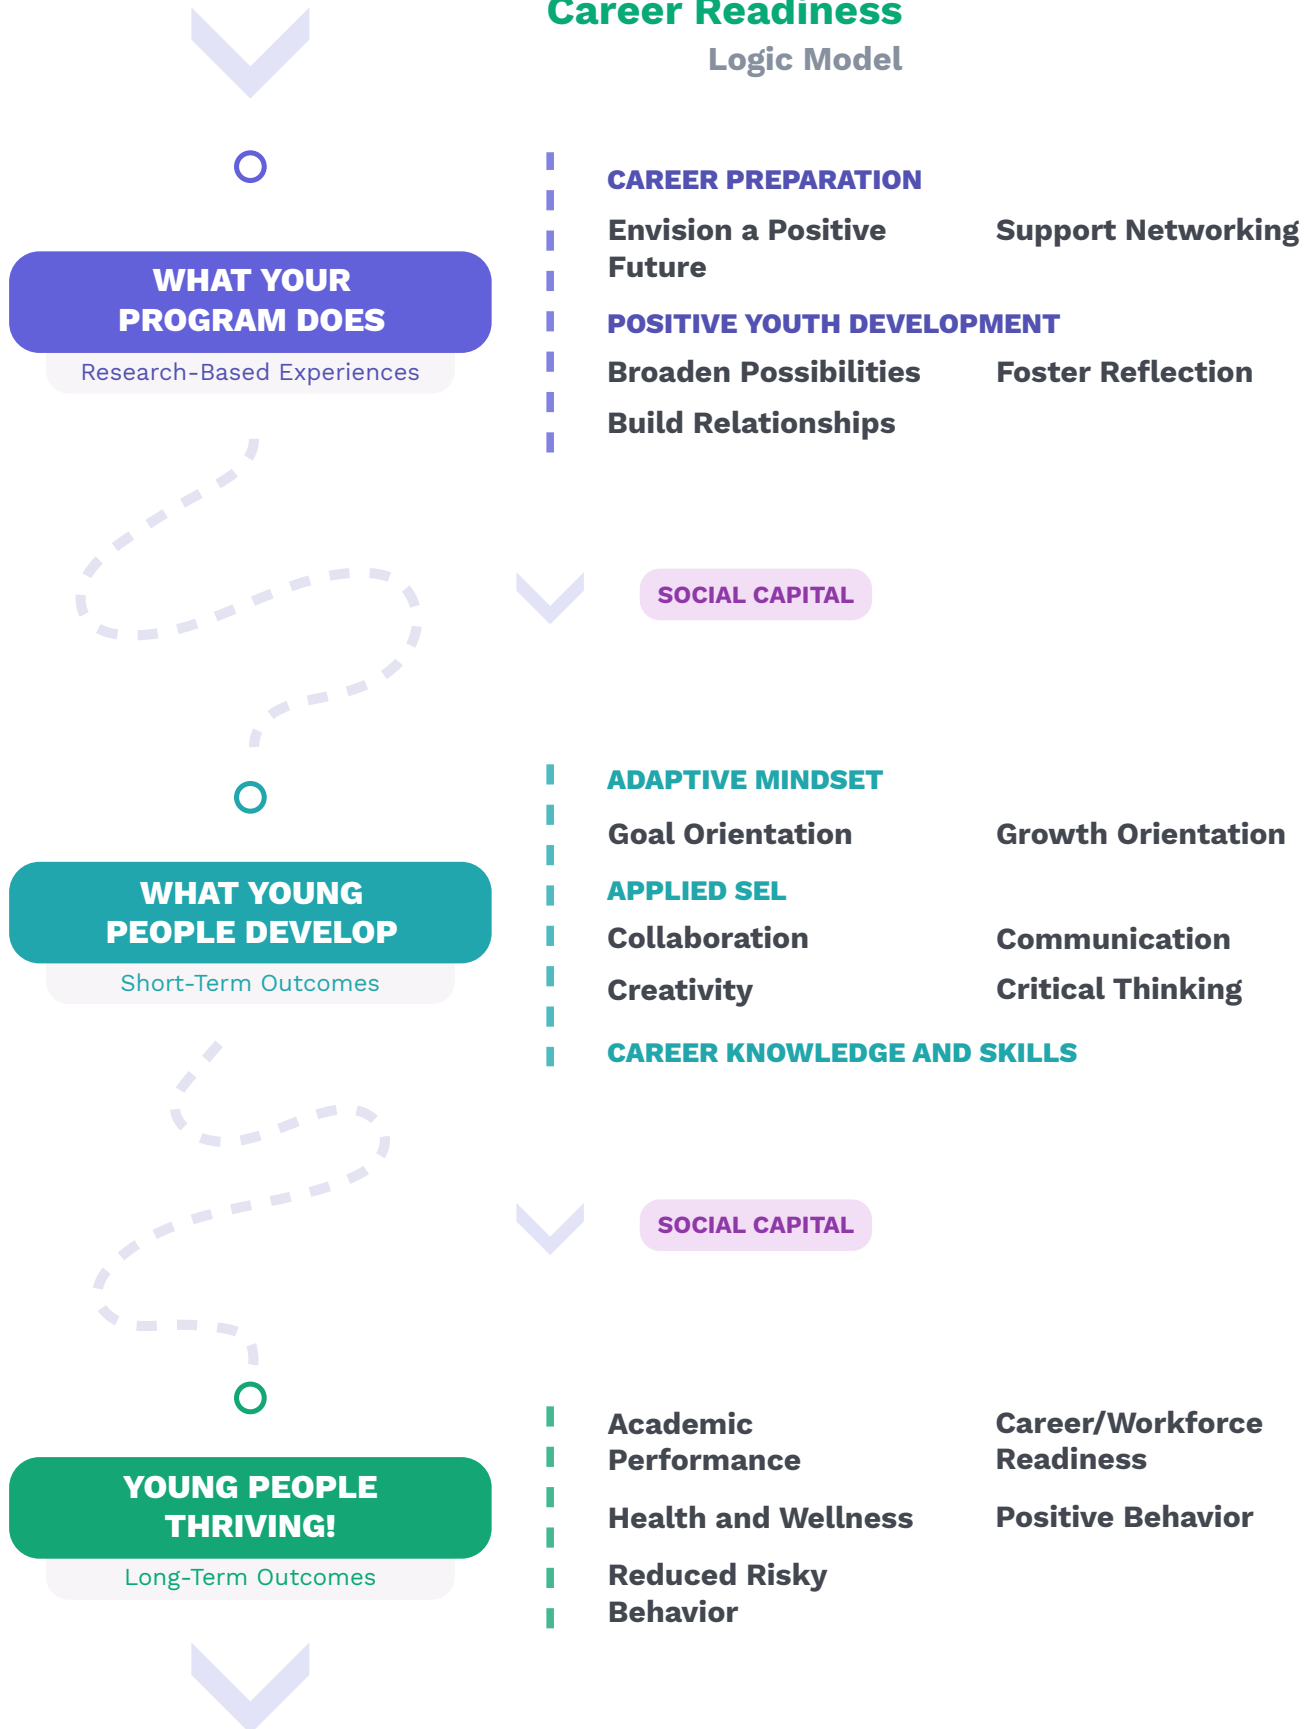 Career Readiness
Logic Model
WHAT YOUR
PROGRAM DOES
Research-Based Experiences
CAREER PREPARATION
Envision a Positive
Future
Support Networking
POSITIVE YOUTH DEVELOPMENT
Broaden Possibilities
Foster Reflection
Build Relationships
SOCIAL CAPITAL
WHAT YOUNG
PEOPLE DEVELOP
Short-Term Outcomes
ADAPTIVE MINDSET
Goal Orientation
Growth Orientation
APPLIED SEL
Collaboration
Communication
Creativity
Critical Thinking
CAREER KNOWLEDGE AND SKILLS
SOCIAL CAPITAL
YOUNG PEOPLE
THRIVING!
Long-Term Outcomes
Academic
Performance
Career/Workforce
Readiness
Health and Wellness
Positive Behavior
Reduced Risky
Behavior